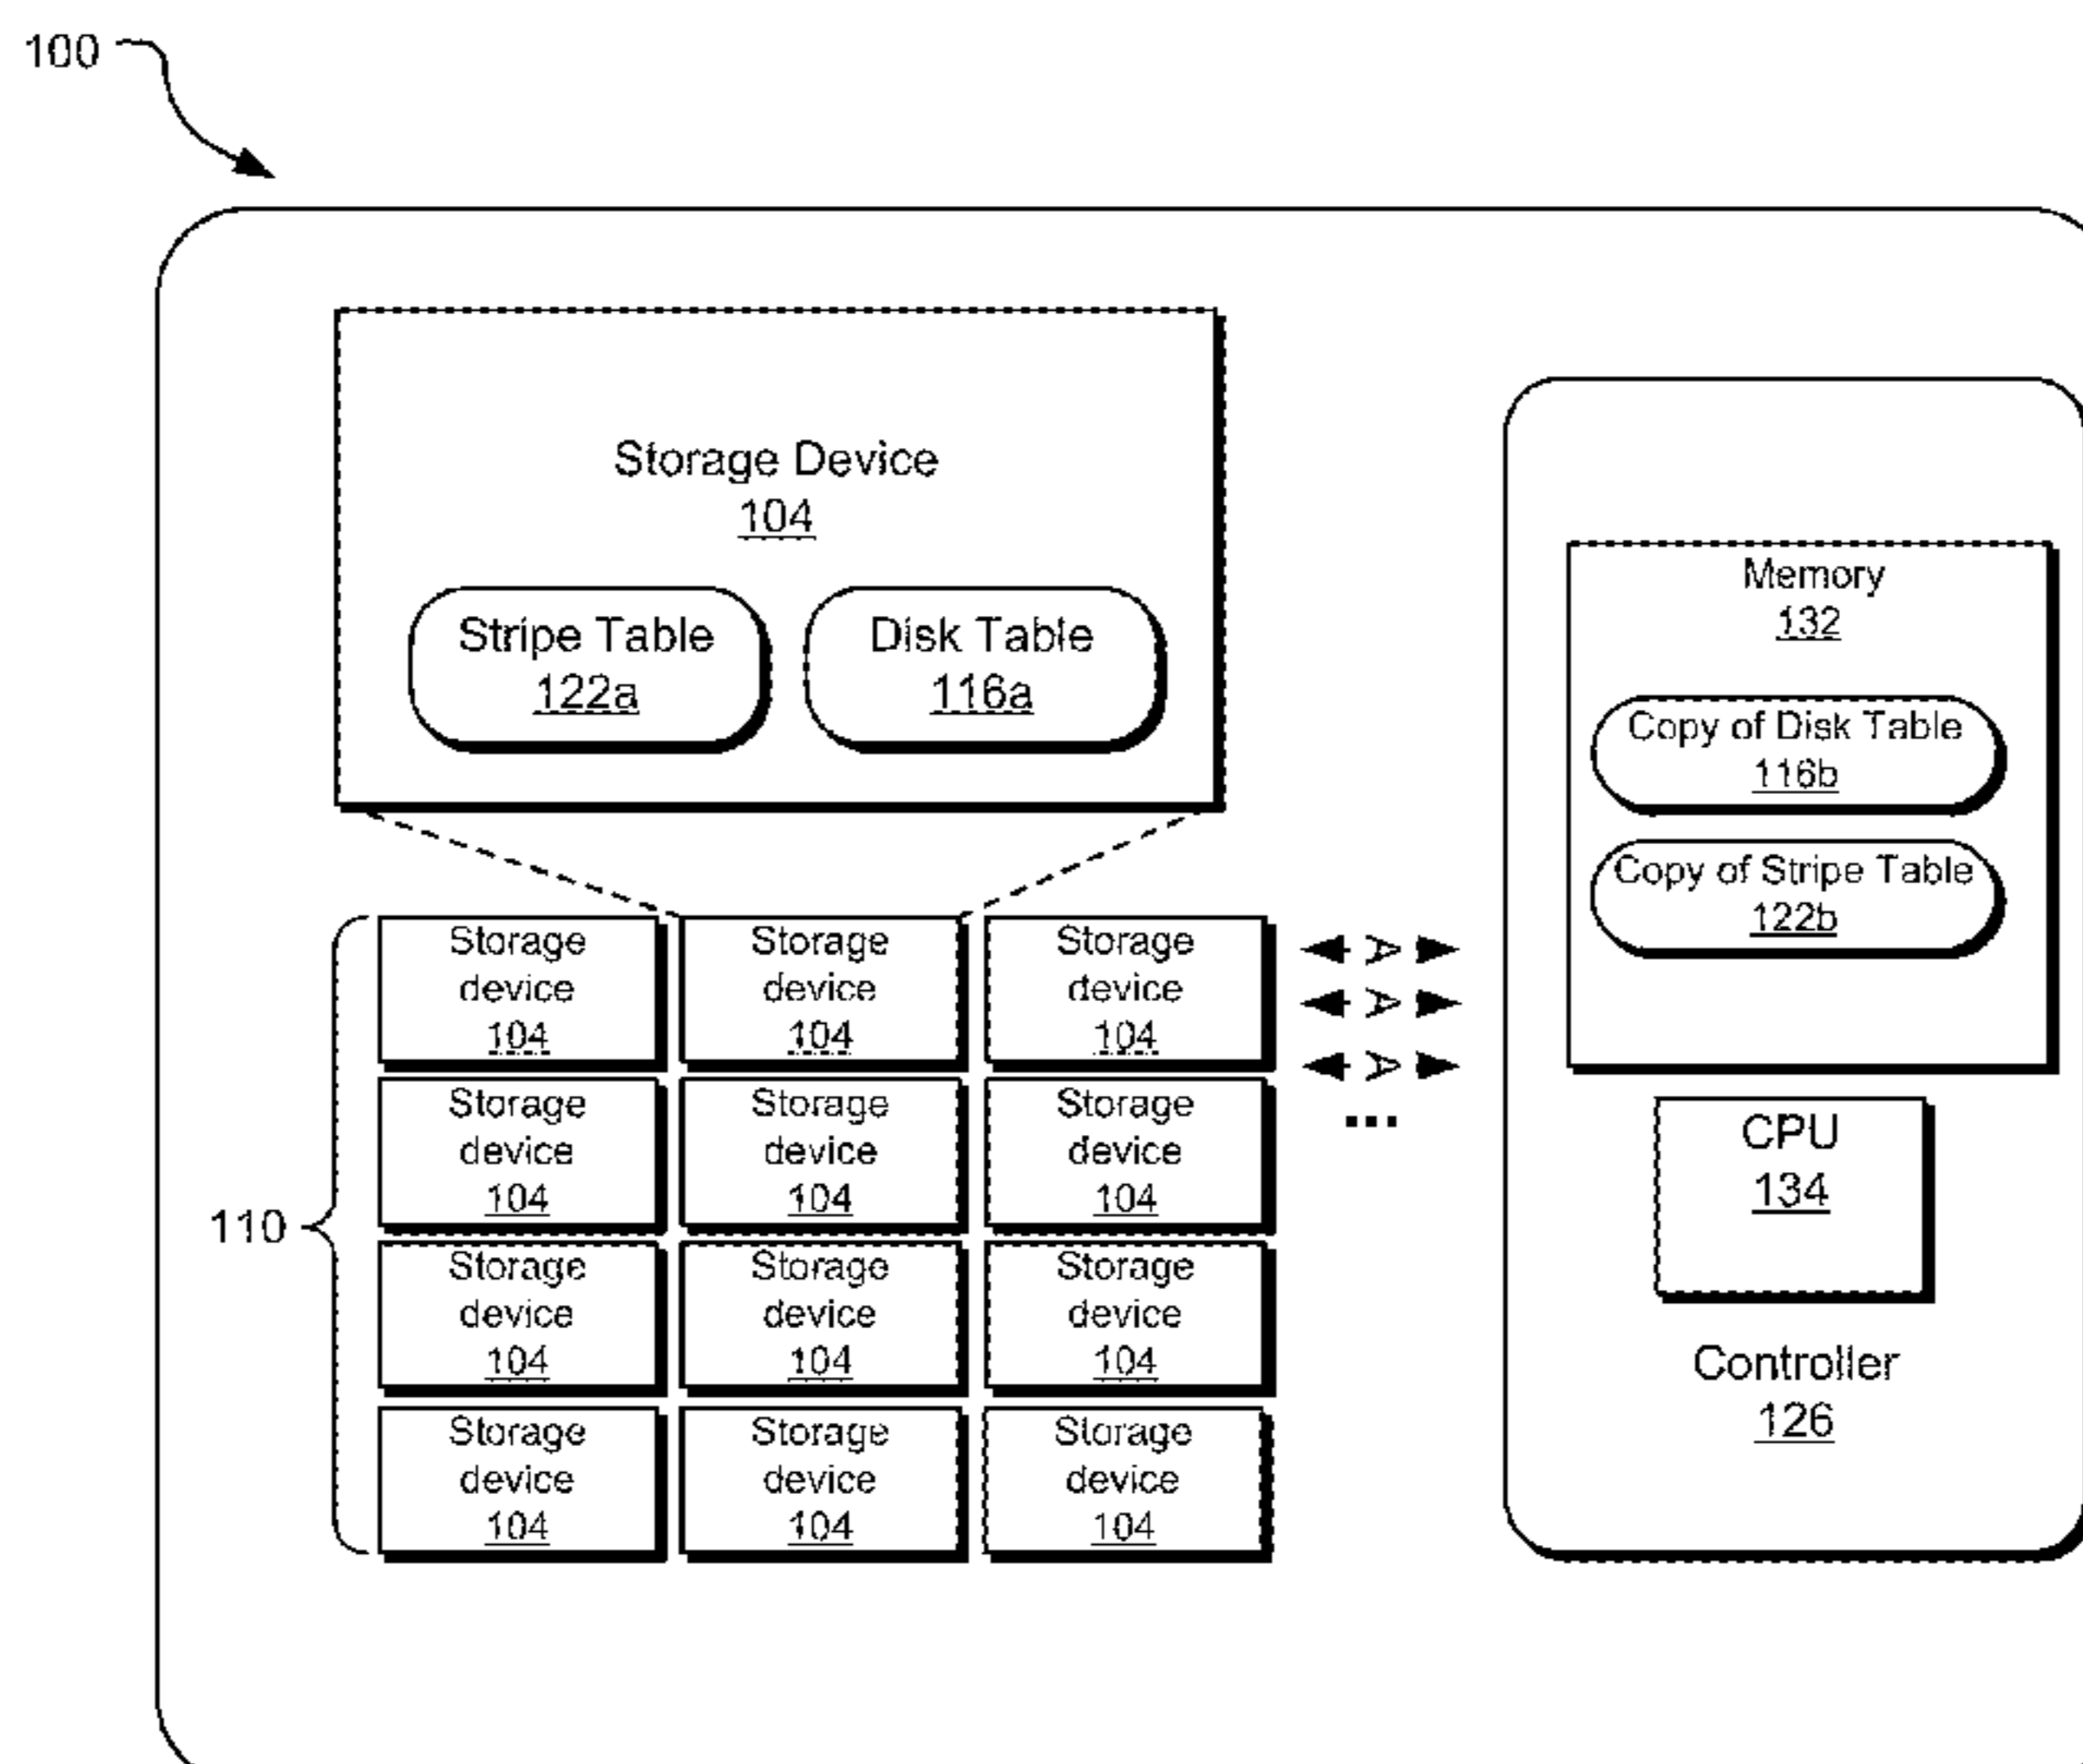 100
Storage Device
104
Stripe Table
122a
Disk Table
116a
Memory
132
Copy of Disk Table
116b
Copy of Stripe Table
122b
Storage
device
104
Storage
device
104
Storage
device
104
A
A
A
...
Storage
device
104
Storage
device
104
Storage
device
104
CPU
134
110
Storage
device
104
Storage
device
104
Storage
device
104
Controller
126
Storage
device
104
Storage
device
104
Storage
device
104